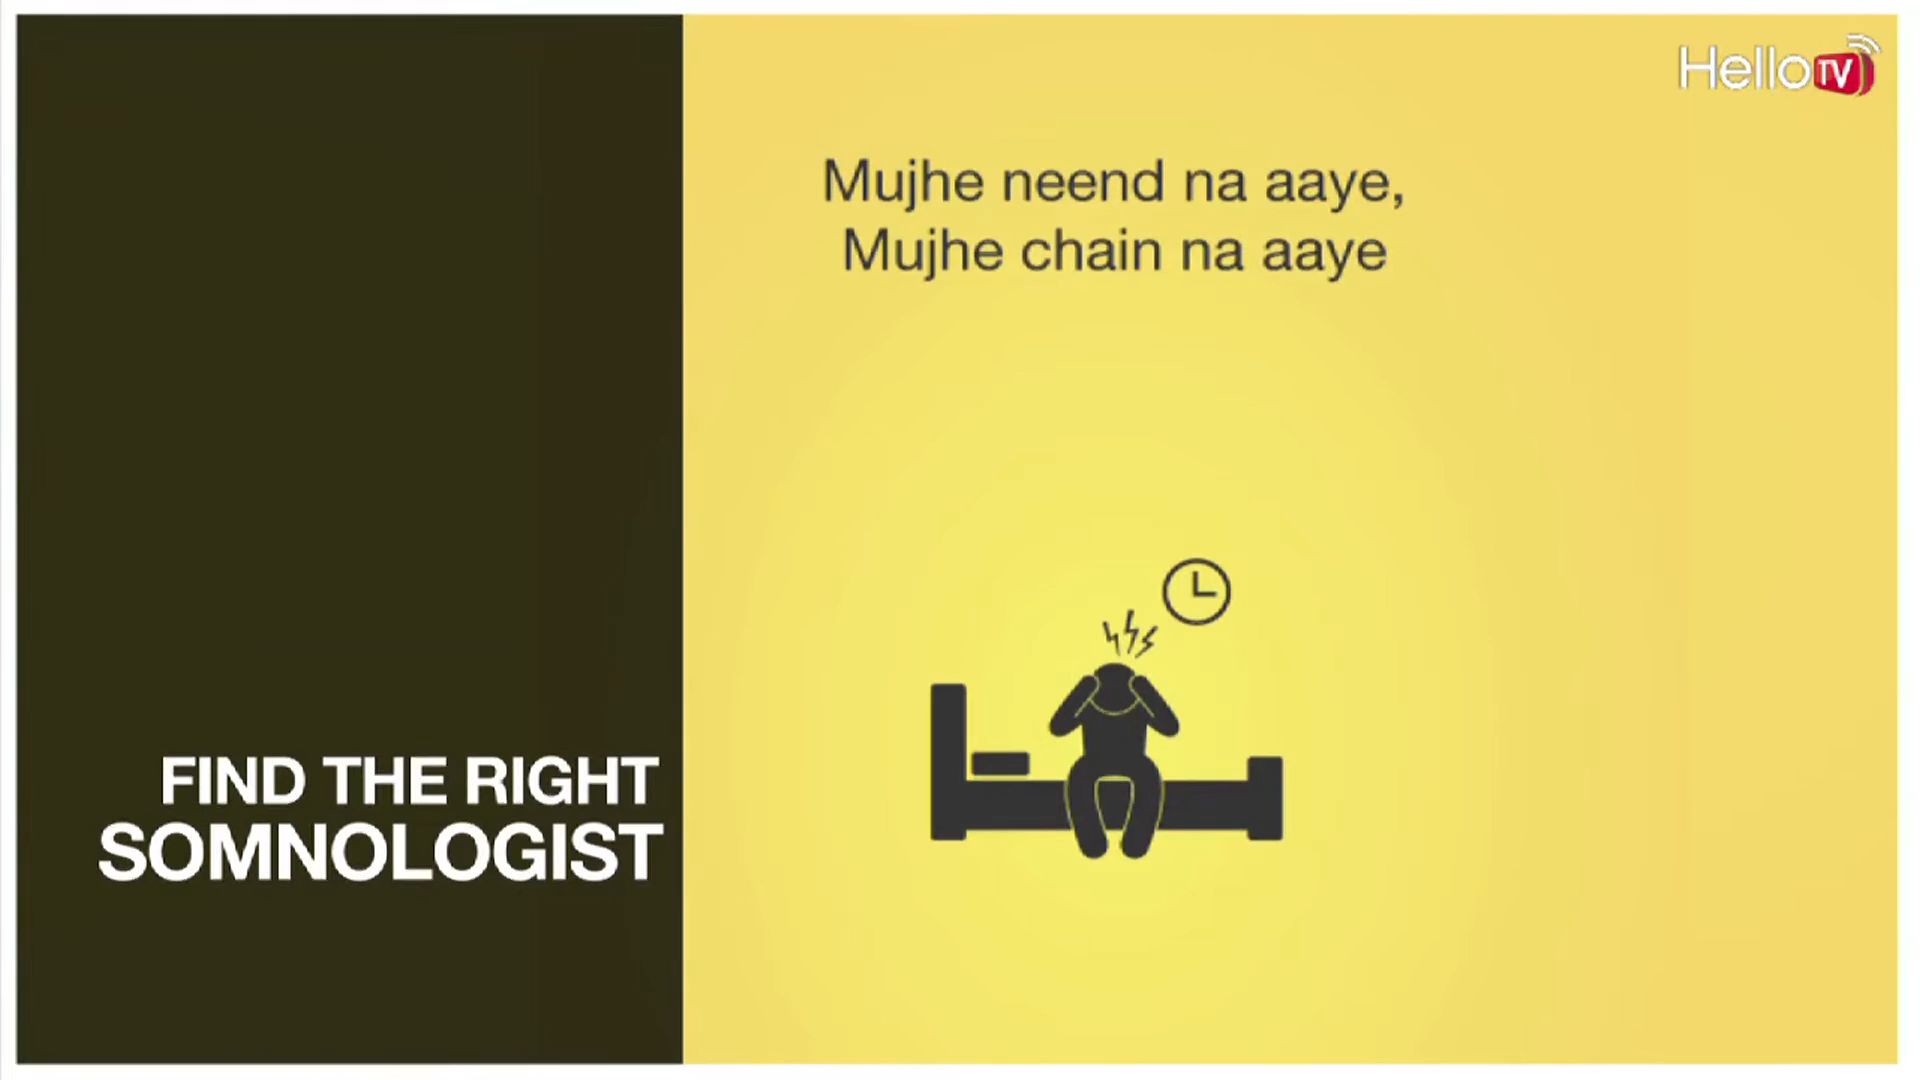 HelloTV
Mujhe neend na aaye,
Mujhe chain na aaye
FIND THE RIGHT
SOMNOLOGIST